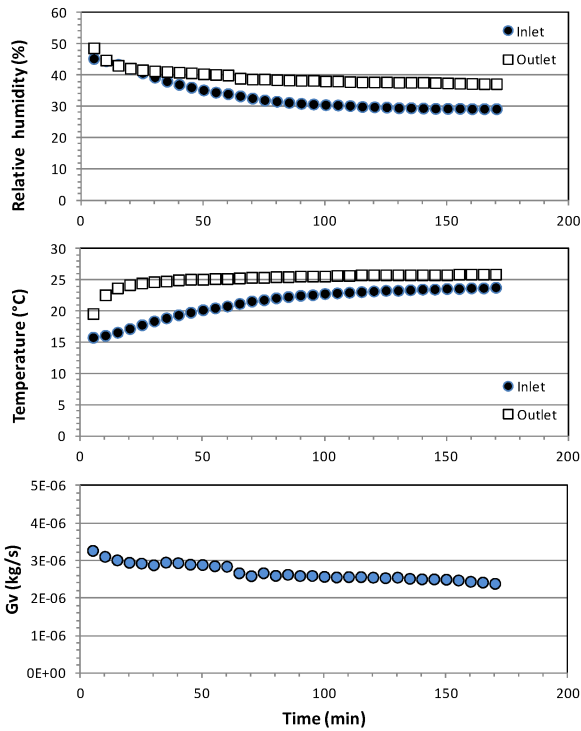 60
50
40
30
20
10
0
Relative humidity (%)
Inlet
Outlet
0 50 100 150 200
30
25
20
15
10
5
0
Temperature (°C)
Inlet
Outlet
0 50 100 150 200
5E-06
4E-06
3E-06
2E-06
1E-06
0E+00
Gv (kg/s)
0 50 100 150 200
Time (min)